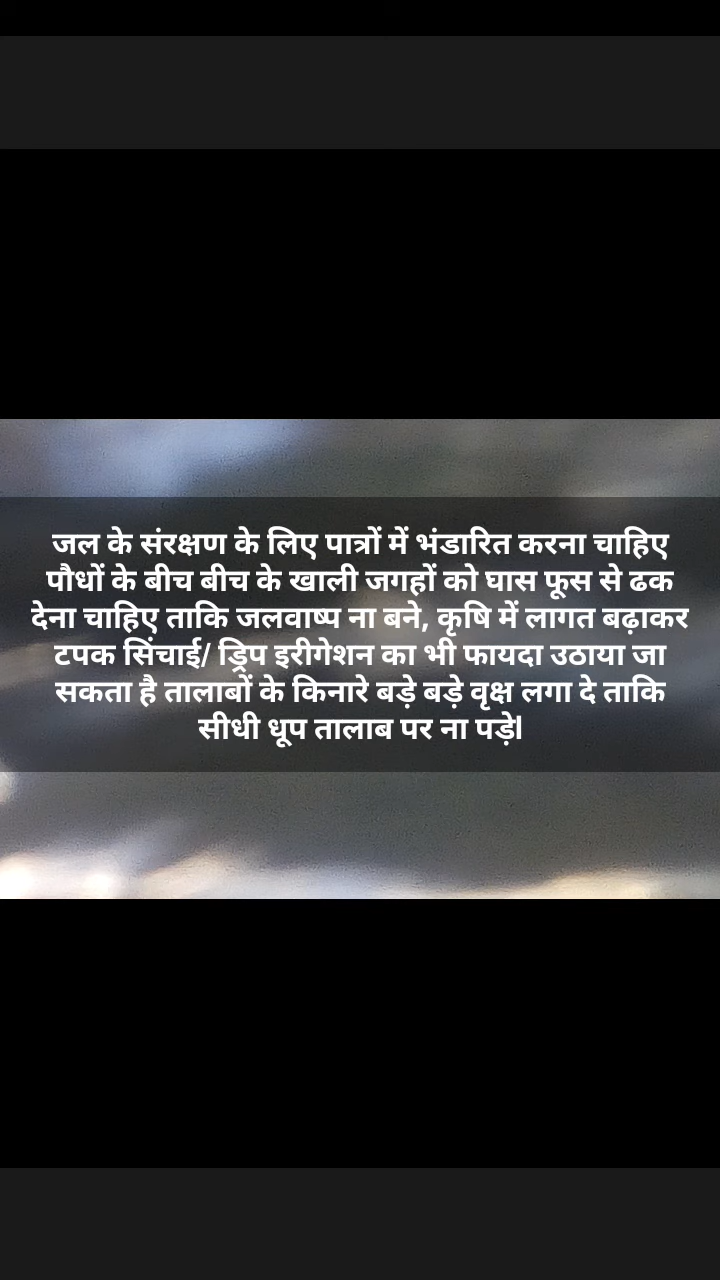 जल के संरक्षण के लिए पात्रों में भंडारित करना चाहिए
पौधों के बीच बीच के खाली जगहों को घास फूस से ढक
देना चाहिए ताकि जलवाष्प ना बने, कृषि में लागत बढ़ाकर
टपक सिंचाई/ ड्रिप इरीगेशन का भी फायदा उठाया जा
सकता है तालाबों के किनारे बड़े बड़े वृक्ष लगा दे ताकि
सीधी धूप तालाब पर ना पड़े|